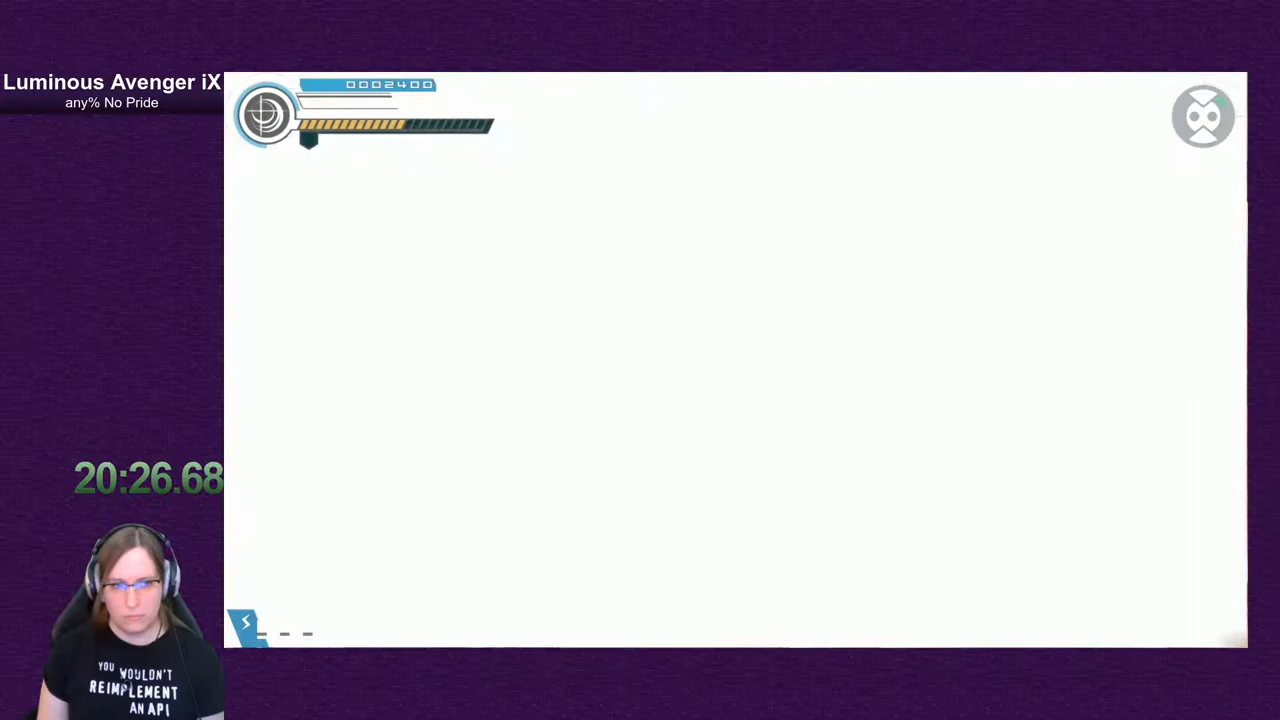 Luminous Avenger iX
any% No Pride
0002400
20:26.68
YOU WOULDN'T
REIMPLEMENT
AN API